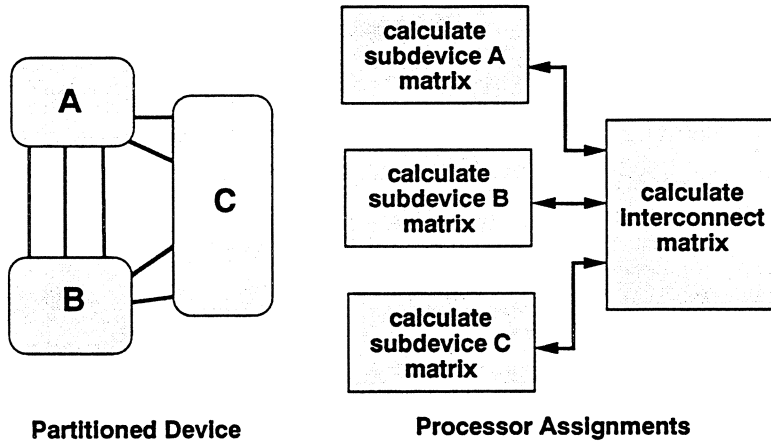 A
B
C
calculate
subdevice A
matrix
calculate
subdevice B
matrix
calculate
subdevice C
matrix
calculate
interconnect
matrix
Partitioned Device
Processor Assignments